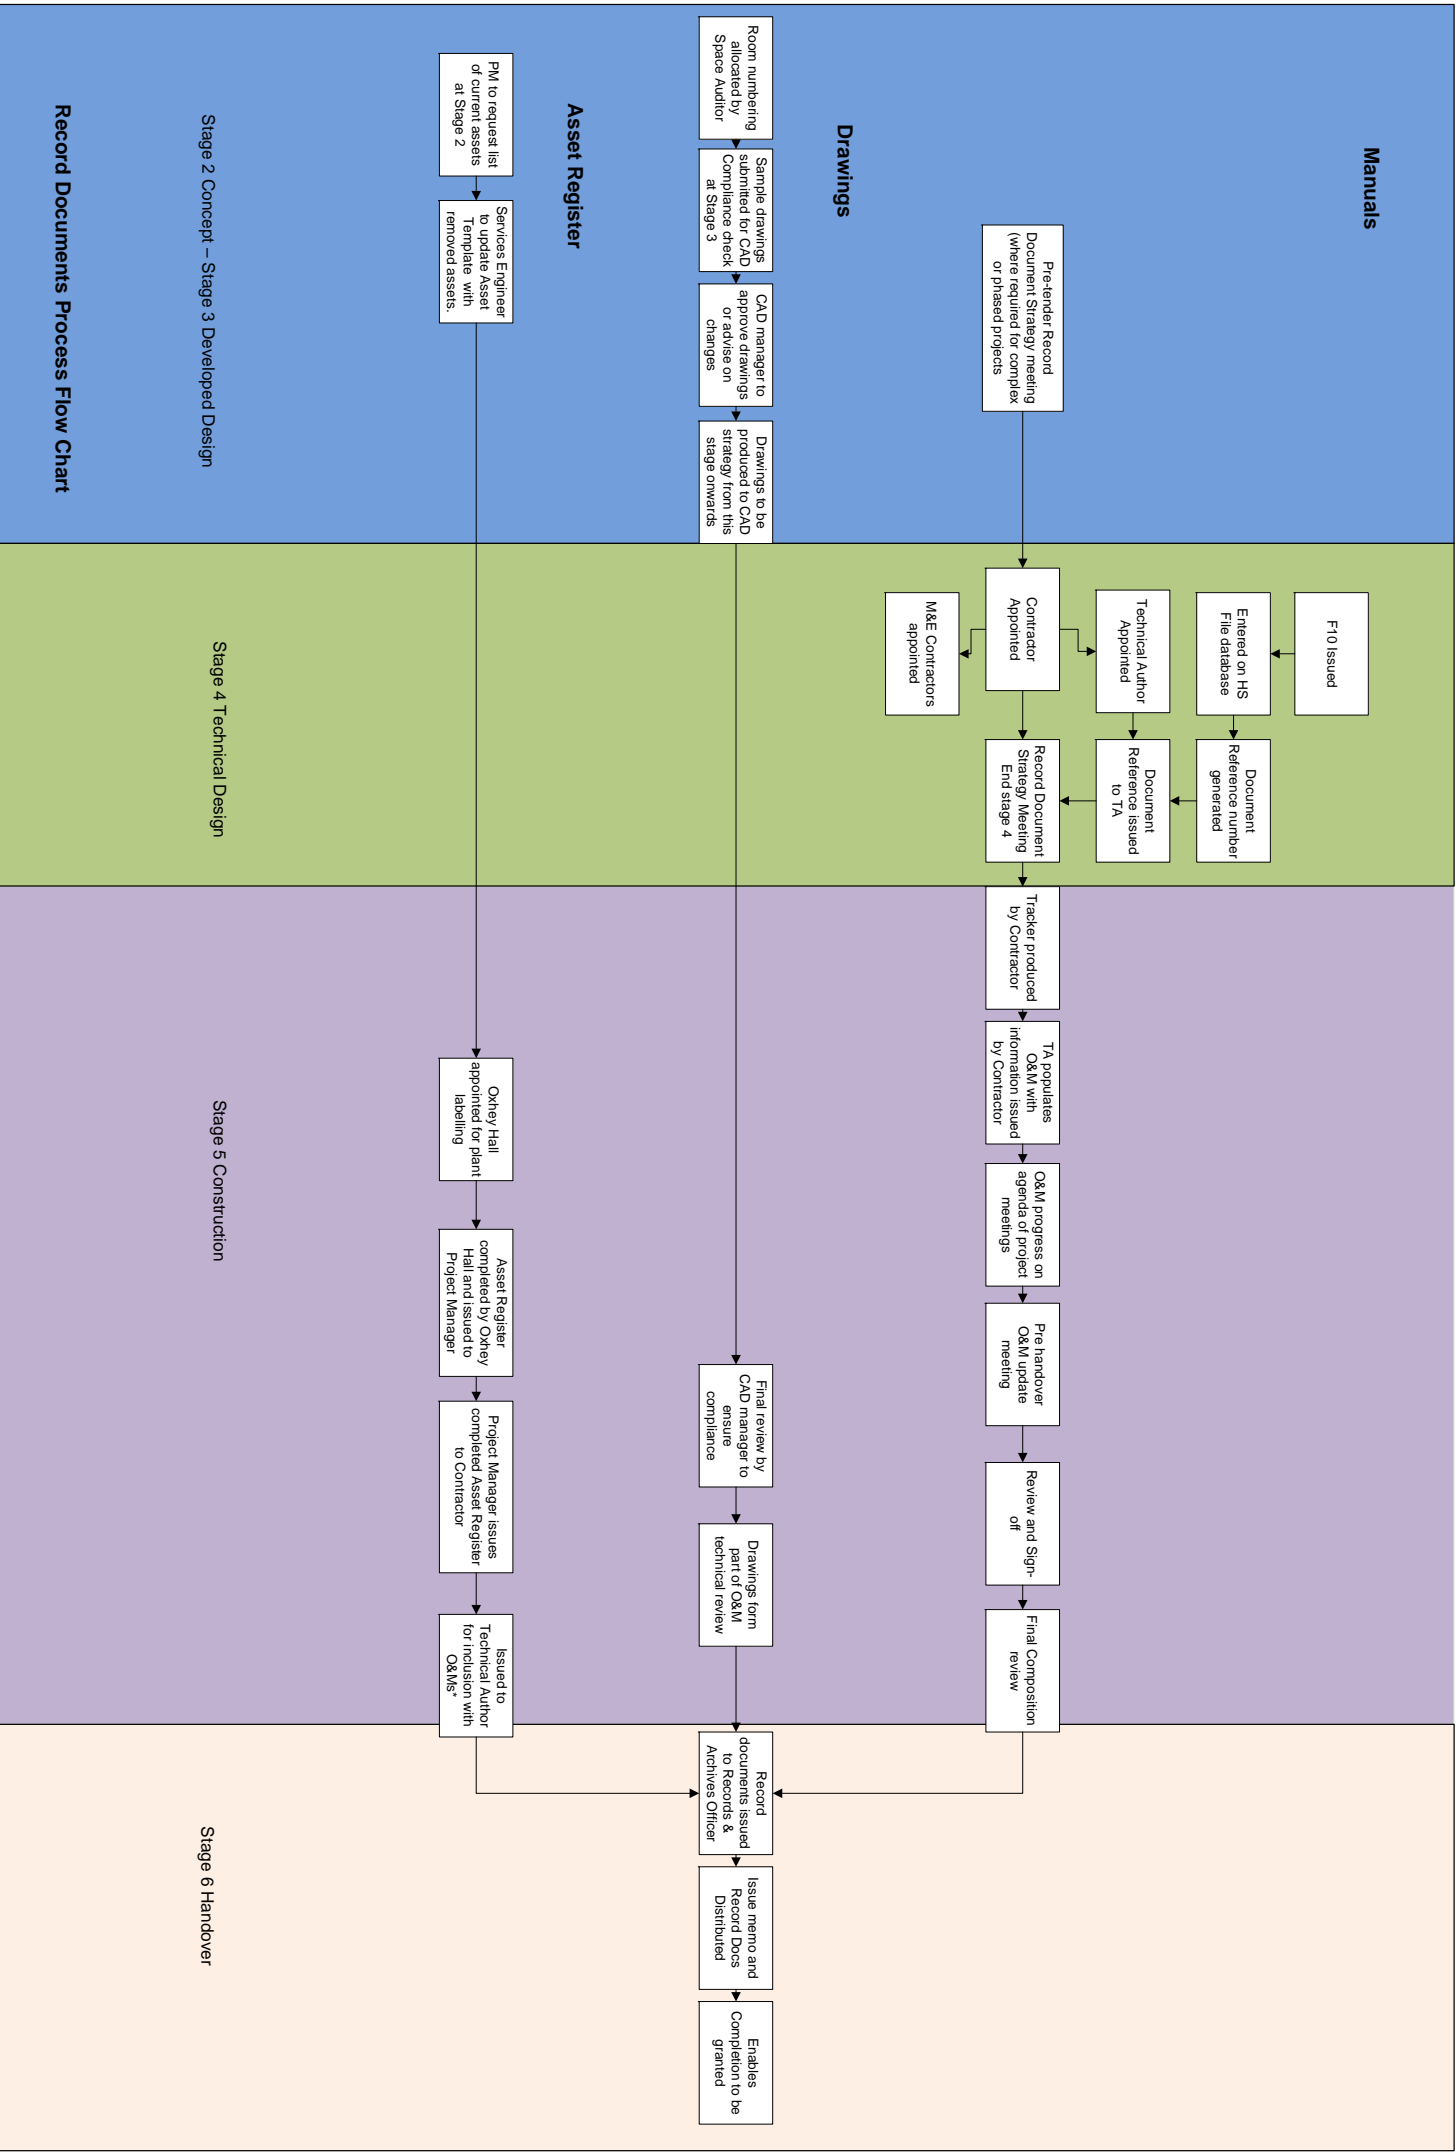 Manuals
F10 Issued
Entered on HS
File database
Document
Reference number
generated
Technical Author
Appointed
Document
Reference issued
to TA
Pre-tender Record
Document Strategy meeting
(where required for complex
or phased projects
Contractor
Appointed
Record Document
Strategy Meeting
End stage 4
Tracker produced
by Contractor
TA populates
O&M with
information issued
by Contractor
O&M progress on
agenda of project
meetings
Pre handover
O&M update
meeting
Review and Sign-
off
Final Composition
review
M&E Contractors
appointed
Drawings
Room numbering
allocated by
Space Auditor
Sample drawings
submitted for CAD
Compliance check
at Stage 3
CAD manager to
approve drawings
or advise on
changes
Drawings to be
produced to CAD
strategy from this
stage onwards
Final review by
CAD manager to
ensure
compliance
Drawings form
part of O&M
technical review
Record
documents issued
to Records &
Archives Officer
Issue memo and
Record Docs
Distributed
Enables
Completion to be
granted
Asset Register
PM to request list
of current assets
at Stage 2
Services Engineer
to update Asset
Template with
removed assets.
Oxhey Hall
appointed for plant
labelling
Asset Register
completed by Oxhey
Hall and issued to
Project Manager
Project Manager issues
completed Asset Register
to Contractor
Issued to
Technical Author
for inclusion with
O&Ms*
Stage 2 Concept – Stage 3 Developed Design
Stage 4 Technical Design
Stage 5 Construction
Stage 6 Handover
Record Documents Process Flow Chart